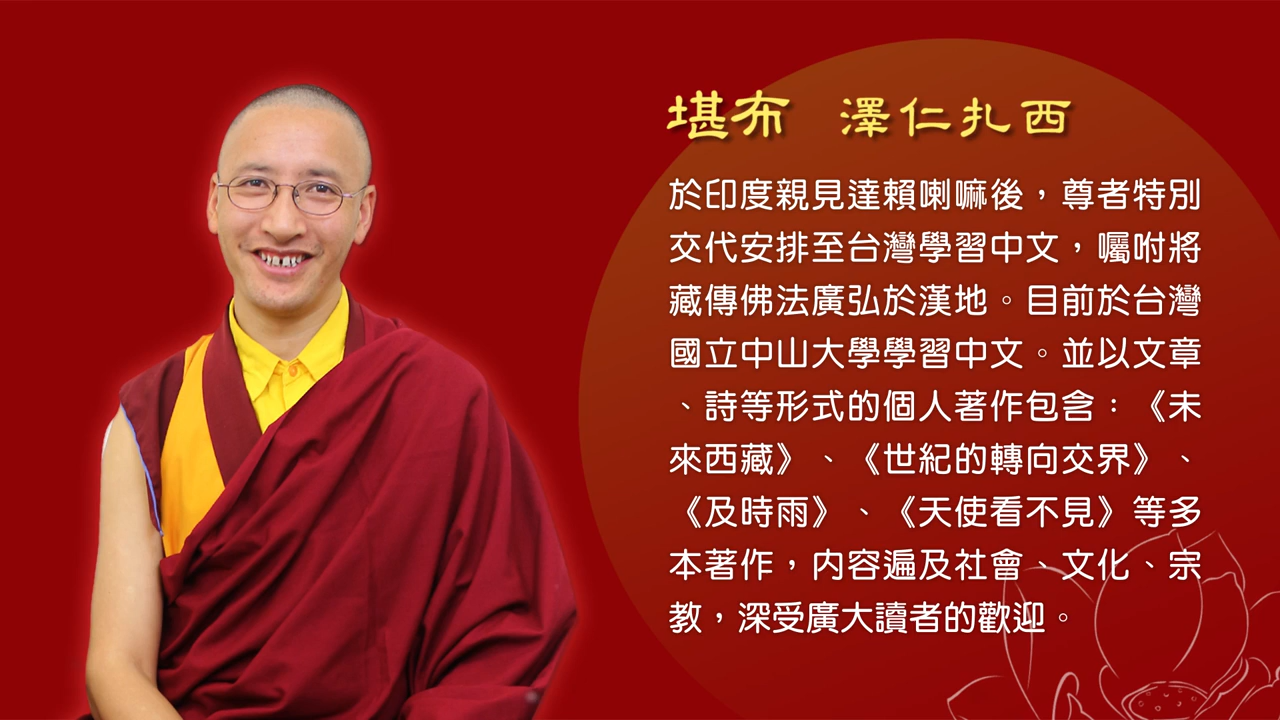 堪布 澤仁扎西
於印度親見達賴喇嘛後，尊者特別
交代安排至台灣學習中文，囑咐將
藏傳佛法廣弘於漢地。目前於台灣
國立中山大學學習中文。並以文章
、詩等形式的個人著作包含：《未
來西藏》、《世紀的轉向交界》、
《及時雨》、《天使看不見》等多
本著作，內容遍及社會、文化、宗
教，深受廣大讀者的歡迎。